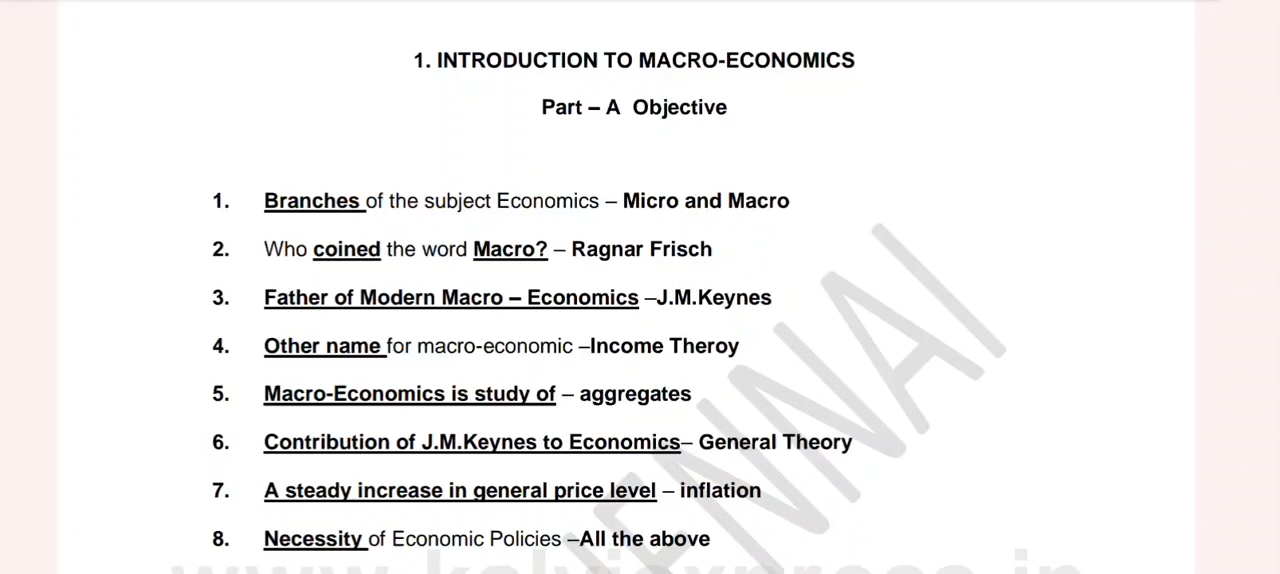 1. INTRODUCTION TO MACRO-ECONOMICS
Part – A Objective
1. Branches of the subject Economics – Micro and Macro
2. Who coined the word Macro? – Ragnar Frisch
3. Father of Modern Macro – Economics –J.M.Keynes
4. Other name for macro-economic –Income Theroy
5. Macro-Economics is study of – aggregates
6. Contribution of J.M.Keynes to Economics– General Theory
7. A steady increase in general price level – inflation
8. Necessity of Economic Policies –All the above